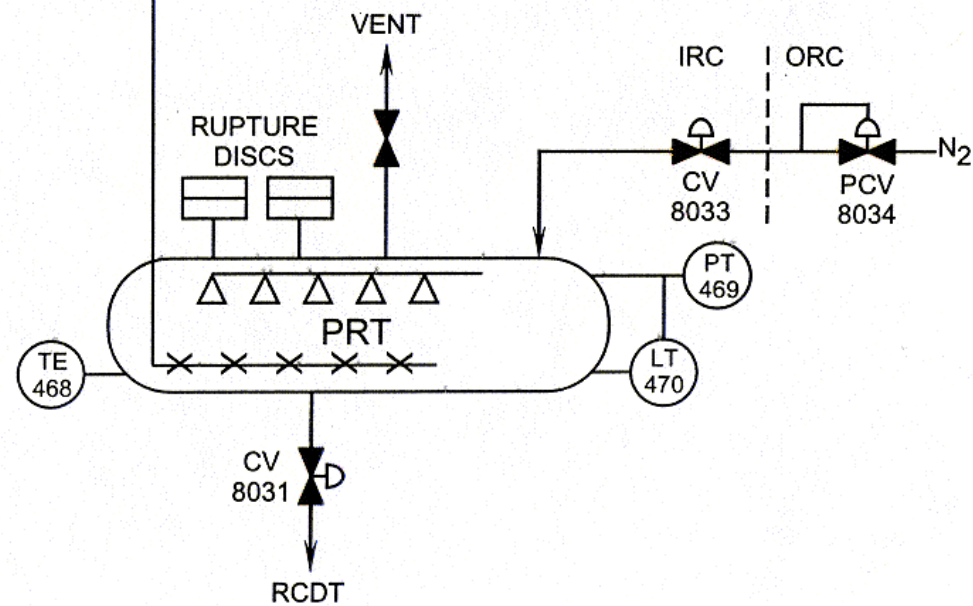 VENT
IRC
ORC
RUPTURE
DISCS
N2
CV
8033
PCV
8034
PT
469
PRT
TE
468
LT
470
CV
8031
RCDT